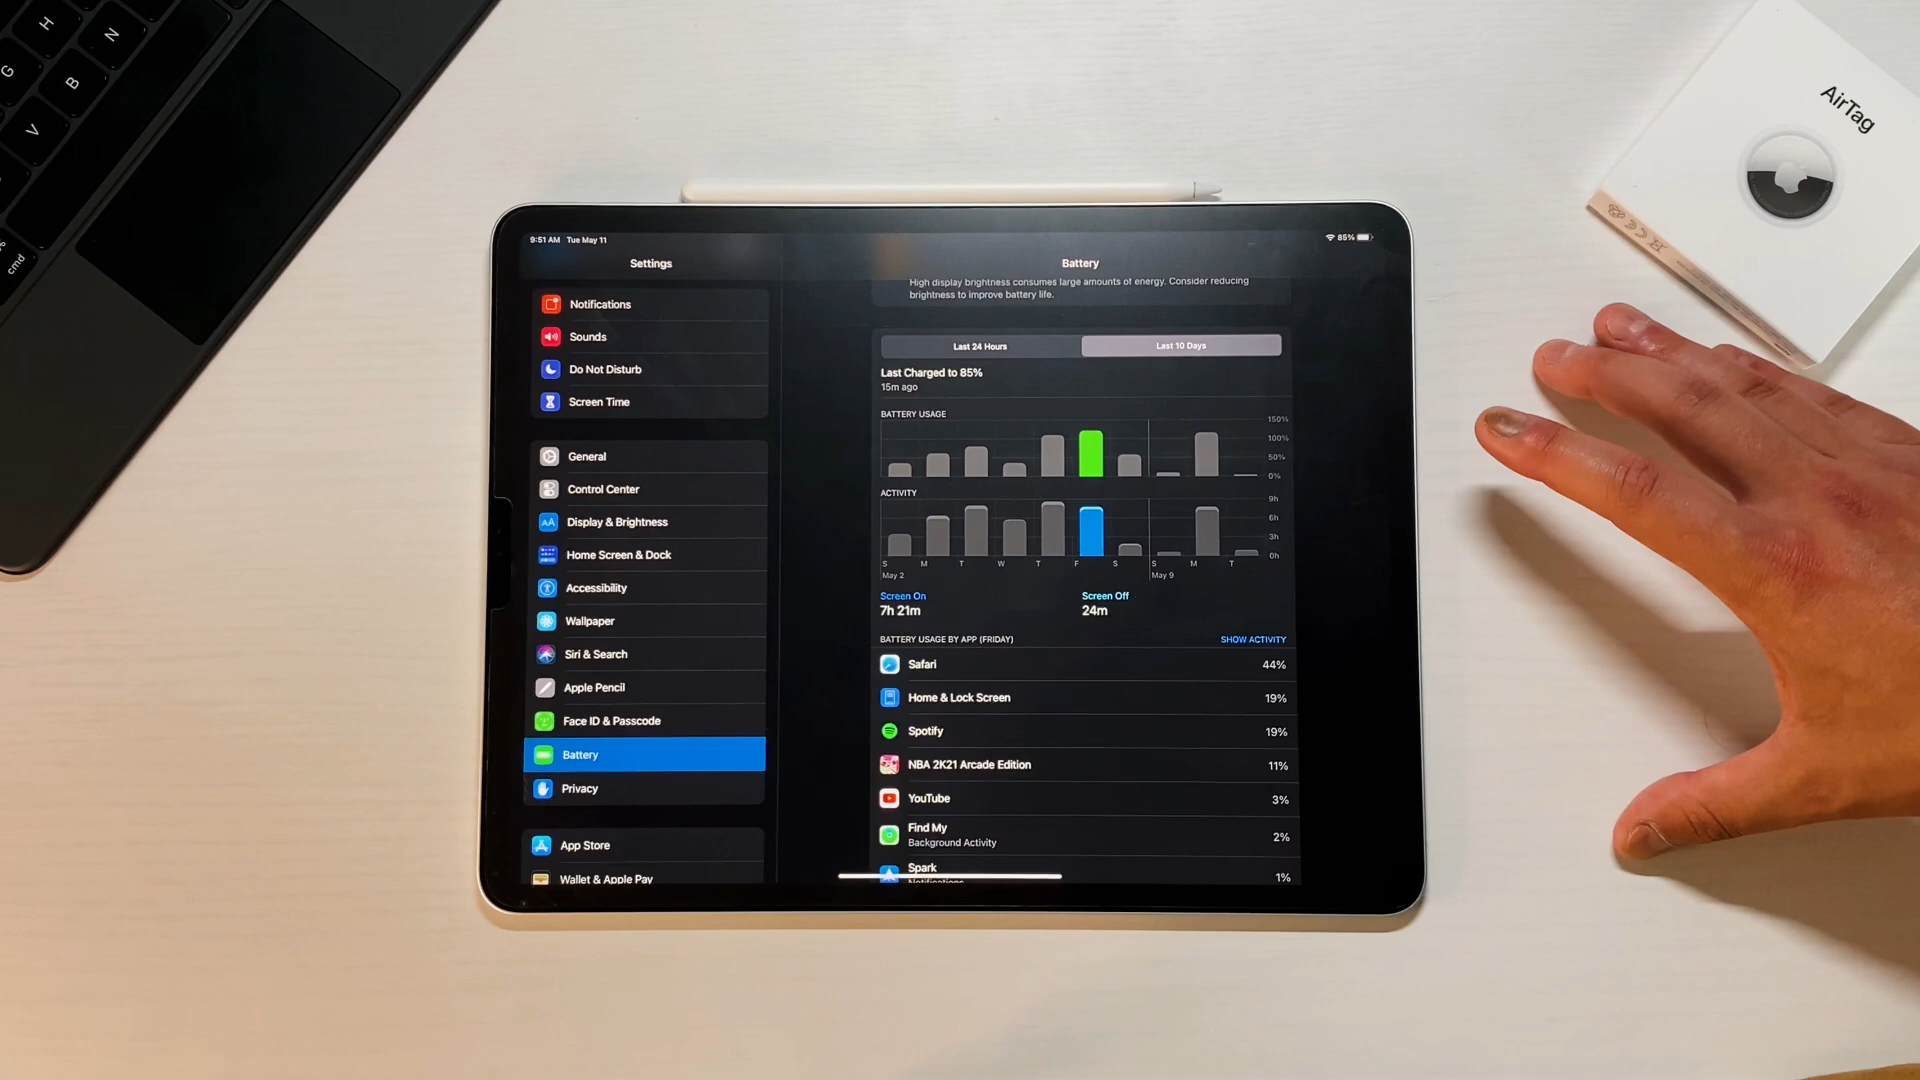 H
N
G
B
V
cmd
AirTag
9:51 AM Tue May 11
85%
Settings
Notifications
Sounds
Do Not Disturb
Screen Time
General
Control Center
AA Display & Brightness
Home Screen & Dock
Accessibility
Wallpaper
Siri & Search
Apple Pencil
Face ID & Passcode
Battery
Privacy
App Store
Wallet & Apple Pay
Battery
High display brightness consumes large amounts of energy. Consider reducing
brightness to improve battery life.
Last 24 Hours Last 10 Days
Last Charged to 85%
15m ago
BATTERY USAGE
150%
100%
50%
0%
ACTIVITY
9h
6h
3h
0h
S M T W T F S S M T
May 2 May 9
Screen On Screen Off
7h 21m 24m
BATTERY USAGE BY APP (FRIDAY) SHOW ACTIVITY
Safari 44%
Home & Lock Screen 19%
Spotify 19%
NBA 2K21 Arcade Edition 11%
YouTube 3%
Find My 2%
Background Activity
Spark 1%
Notifications